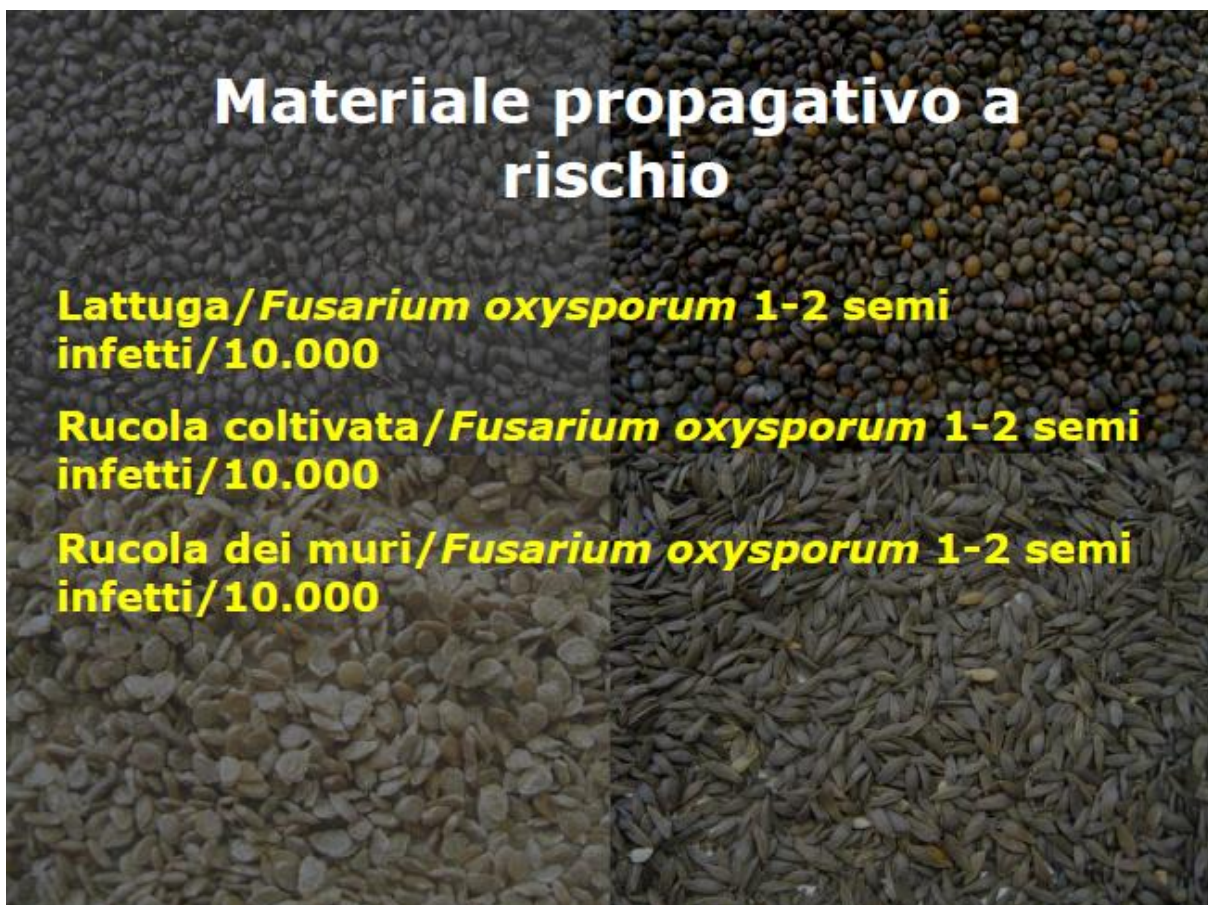 Materiale propagativo a
rischio
Lattuga/Fusarium oxysporum 1-2 semi
infetti/10.000
Rucola coltivata/Fusarium oxysporum 1-2 semi
infetti/10.000
Rucola dei muri/Fusarium oxysporum 1-2 semi
infetti/10.000